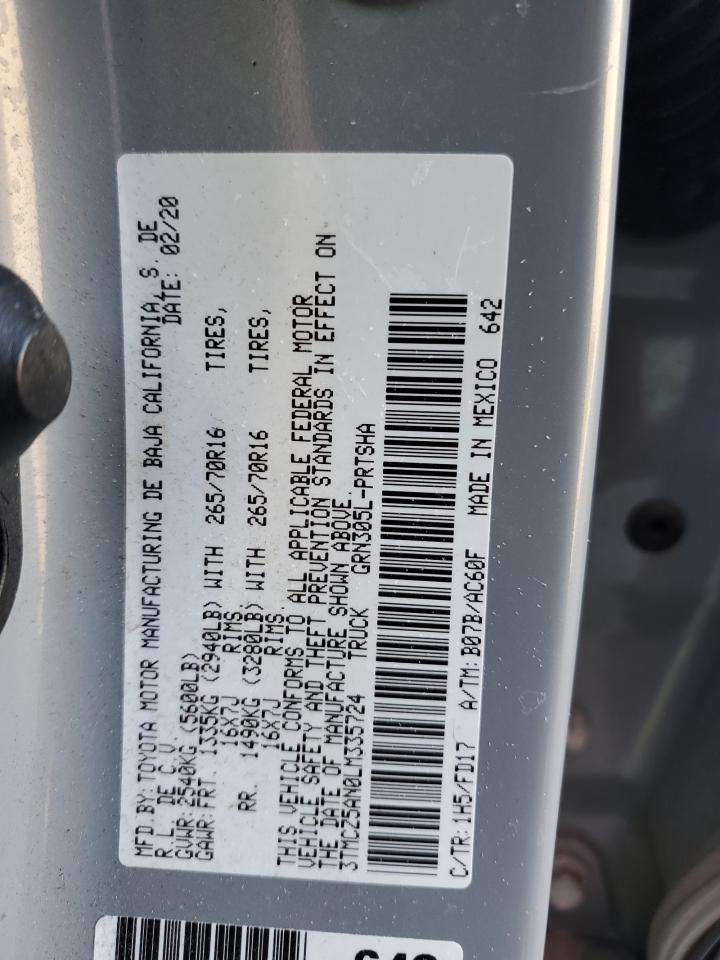 MFD.BY:TOYOTA MOTOR MANUFACTURING DE BAJA CALIFORNIA, S. DE
R. L. DE C.V. DATE: 02/20
GVWR:2540KG (5600LB)
GAWR:FRT. 1335KG (2940LB) WITH 265/70R16 TIRES,
16X7J RIMS.
RR. 1490KG (3280LB) WITH 265/70R16 TIRES,
16X7J RIMS.
THIS VEHICLE CONFORMS TO ALL APPLICABLE FEDERAL MOTOR
VEHICLE SAFETY AND THEFT PREVENTION STANDARDS IN EFFECT ON
THE DATE OF MANUFACTURE SHOWN ABOVE.
3TMCZ5AN0LM335724 TRUCK GRN305L-PRTSHA
C/TR:1H5/FD17 A/TM:B07B/AC60F MADE IN MEXICO 642